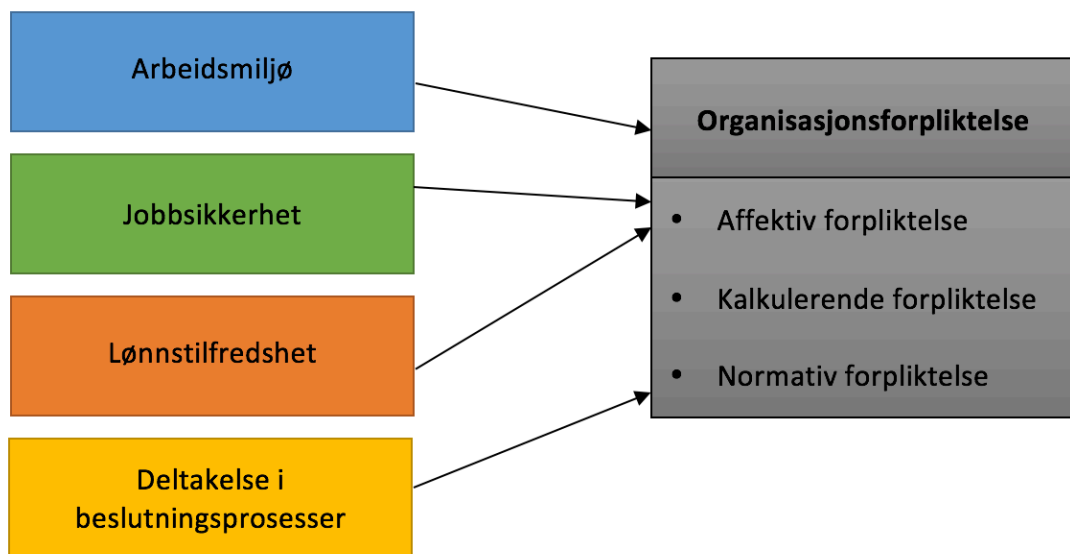 Arbeidsmiljø
Jobbsikkerhet
Lønnstilfredshet
Deltakelse i
beslutningsprosesser
Organisasjonsforpliktelse
• Affektiv forpliktelse
• Kalkulerende forpliktelse
• Normativ forpliktelse